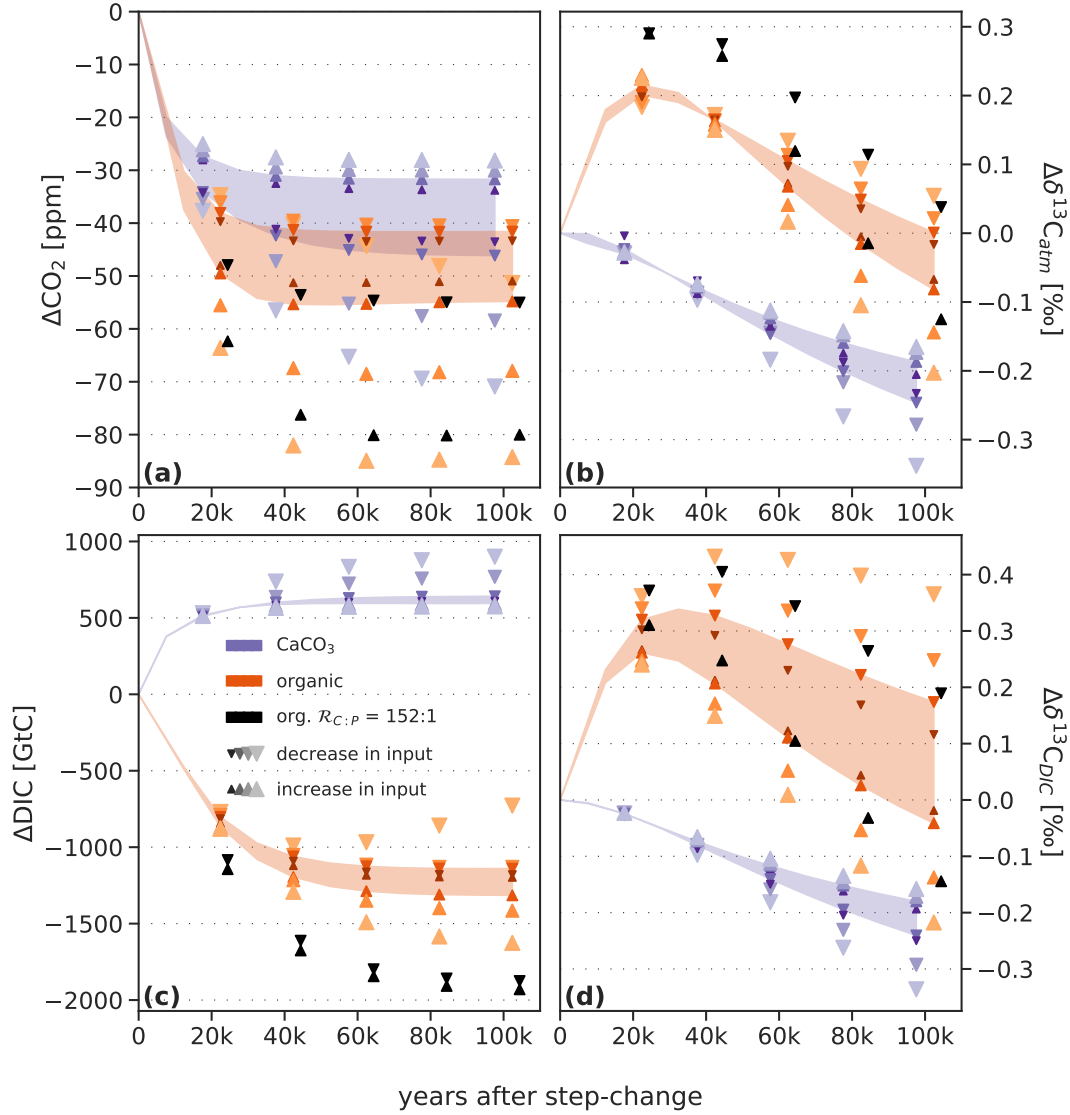 0
−10
−20
−30
−40
−50
−60
−70
−80
−90
ΔCO₂ [ppm]
(a)
0 20k 40k 60k 80k 100k
0.3
0.2
0.1
0.0
−0.1
−0.2
−0.3
Δδ¹³C_atm [‰]
(b)
0 20k 40k 60k 80k 100k
1000
500
0
−500
−1000
−1500
−2000
ΔDIC [GtC]
CaCO₃
organic
org. ℛ_C:P = 152:1
decrease in input
increase in input
(c)
0 20k 40k 60k 80k 100k
0.4
0.3
0.2
0.1
0.0
−0.1
−0.2
−0.3
Δδ¹³C_DIC [‰]
(d)
0 20k 40k 60k 80k 100k
years after step-change